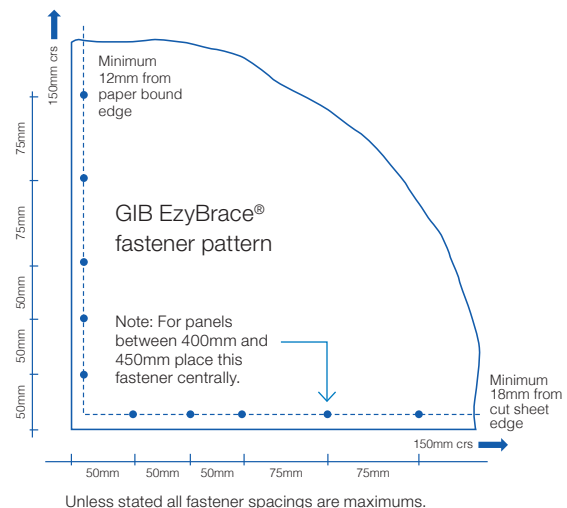 150mm crs
Minimum
12mm from
paper bound
edge
75mm
75mm
50mm
50mm
50mm
GIB EzyBrace®
fastener pattern
Note: For panels
between 400mm and
450mm place this
fastener centrally.
Minimum
18mm from
cut sheet
edge
150mm crs
50mm
50mm
50mm
75mm
75mm
Unless stated all fastener spacings are maximums.